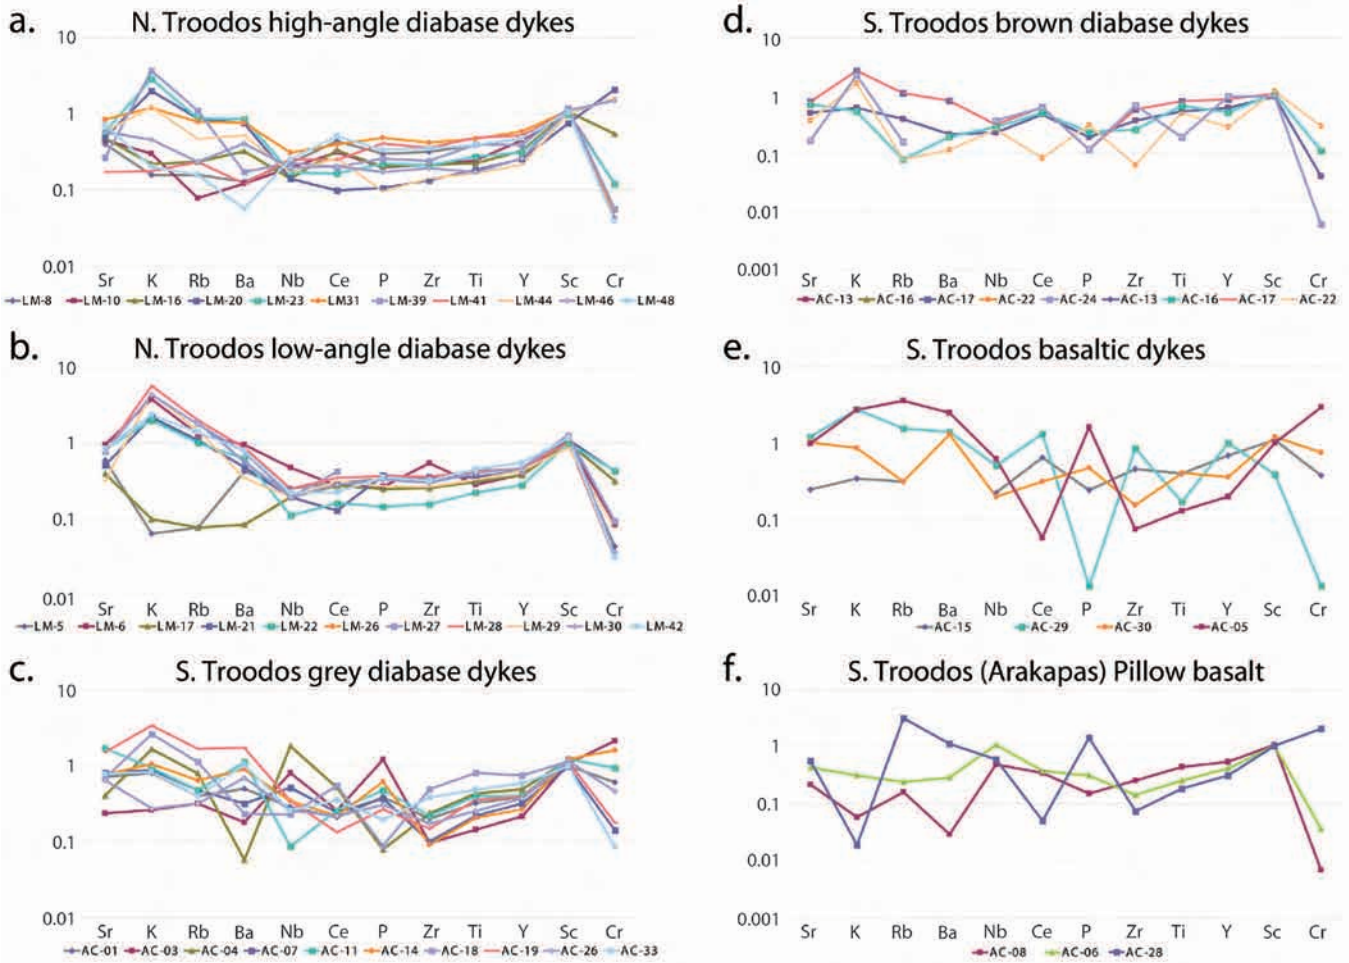 a. N. Troodos high-angle diabase dykes
10
1
0.1
0.01
Sr K Rb Ba Nb Ce P Zr Ti Y Sc Cr
LM-8 LM-10 LM-16 LM-20 LM-23 LM31 LM-39 LM-41 LM-44 LM-46 LM-48
b. N. Troodos low-angle diabase dykes
10
1
0.1
0.01
Sr K Rb Ba Nb Ce P Zr Ti Y Sc Cr
LM-5 LM-6 LM-17 LM-21 LM-22 LM-26 LM-27 LM-28 LM-29 LM-30 LM-42
c. S. Troodos grey diabase dykes
10
1
0.1
0.01
Sr K Rb Ba Nb Ce P Zr Ti Y Sc Cr
AC-01 AC-03 AC-04 AC-07 AC-11 AC-14 AC-18 AC-19 AC-26 AC-33
d. S. Troodos brown diabase dykes
10
1
0.1
0.01
0.001
Sr K Rb Ba Nb Ce P Zr Ti Y Sc Cr
AC-13 AC-16 AC-17 AC-22 AC-24 AC-13 AC-16 AC-17 AC-22
e. S. Troodos basaltic dykes
10
1
0.1
0.01
Sr K Rb Ba Nb Ce P Zr Ti Y Sc Cr
AC-15 AC-29 AC-30 AC-05
f. S. Troodos (Arakapas) Pillow basalt
10
1
0.1
0.01
0.001
Sr K Rb Ba Nb Ce P Zr Ti Y Sc Cr
AC-08 AC-06 AC-28